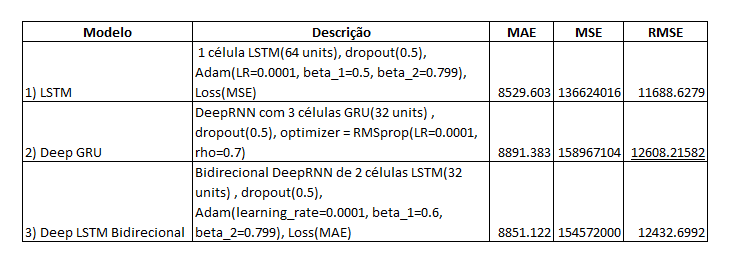 Modelo Descrição MAE MSE RMSE
1 célula LSTM(64 units), dropout(0.5),
Adam(LR=0.0001, beta_1=0.5, beta_2=0.799),
1) LSTM Loss(MSE) 8529.603 136624016 11688.6279
DeepRNN com 3 células GRU(32 units) ,
dropout(0.5), optimizer = RMSprop(LR=0.0001,
2) Deep GRU rho=0.7) 8891.383 158967104 12608.21582
Bidirecional DeepRNN de 2 células LSTM(32
units) , dropout(0.5),
Adam(learning_rate=0.0001, beta_1=0.6,
3) Deep LSTM Bidirecional beta_2=0.799), Loss(MAE) 8851.122 154572000 12432.6992